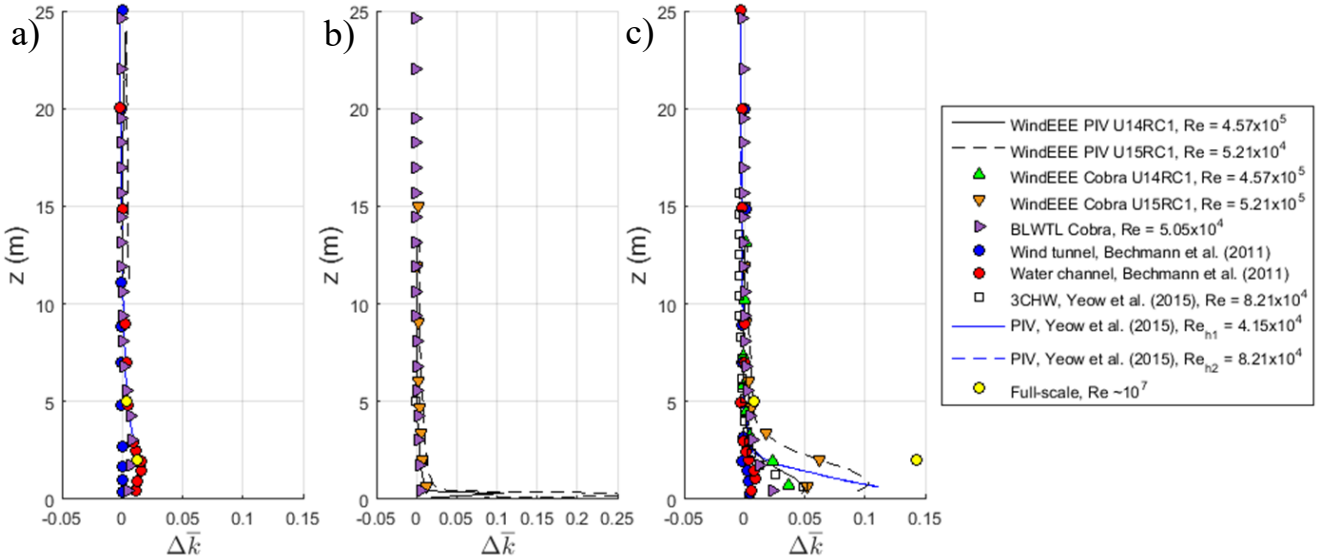 a)
b)
c)
25
20
15
10
5
0
z (m)
-0.05 0 0.05 0.1 0.15
Δk̅
25
20
15
10
5
0
z (m)
-0.05 0 0.05 0.1 0.15 0.2 0.25
Δk̅
25
20
15
10
5
0
z (m)
-0.05 0 0.05 0.1 0.15
Δk̅
WindEEE PIV U14RC1, Re = 4.57x10⁵
WindEEE PIV U15RC1, Re = 5.21x10⁴
WindEEE Cobra U14RC1, Re = 4.57x10⁵
WindEEE Cobra U15RC1, Re = 5.21x10⁵
BLWTL Cobra, Re = 5.05x10⁴
Wind tunnel, Bechmann et al. (2011)
Water channel, Bechmann et al. (2011)
3CHW, Yeow et al. (2015), Re = 8.21x10⁴
PIV, Yeow et al. (2015), Re_h1 = 4.15x10⁴
PIV, Yeow et al. (2015), Re_h2 = 8.21x10⁴
Full-scale, Re ~10⁷